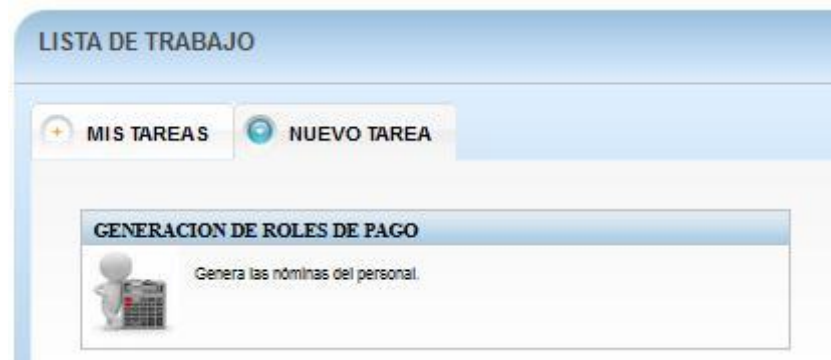 LISTA DE TRABAJO
MIS TAREAS
NUEVO TAREA
GENERACION DE ROLES DE PAGO
Genera las nóminas del personal.